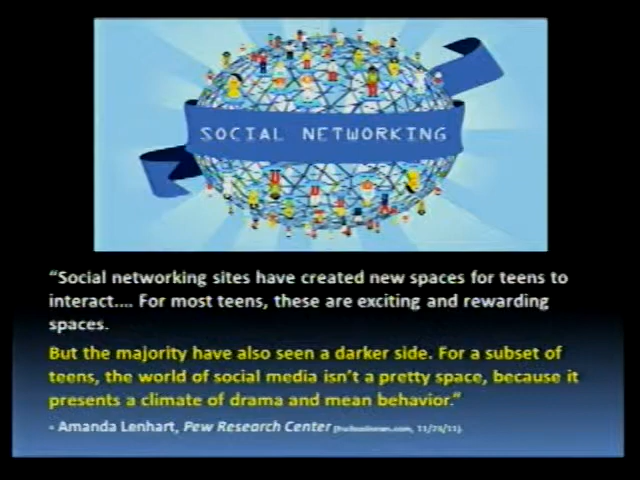 SOCIAL NETWORKING
“Social networking sites have created new spaces for teens to
interact.... For most teens, these are exciting and rewarding
spaces.
But the majority have also seen a darker side. For a subset of
teens, the world of social media isn’t a pretty space, because it
presents a climate of drama and mean behavior.”
- Amanda Lenhart, Pew Research Center